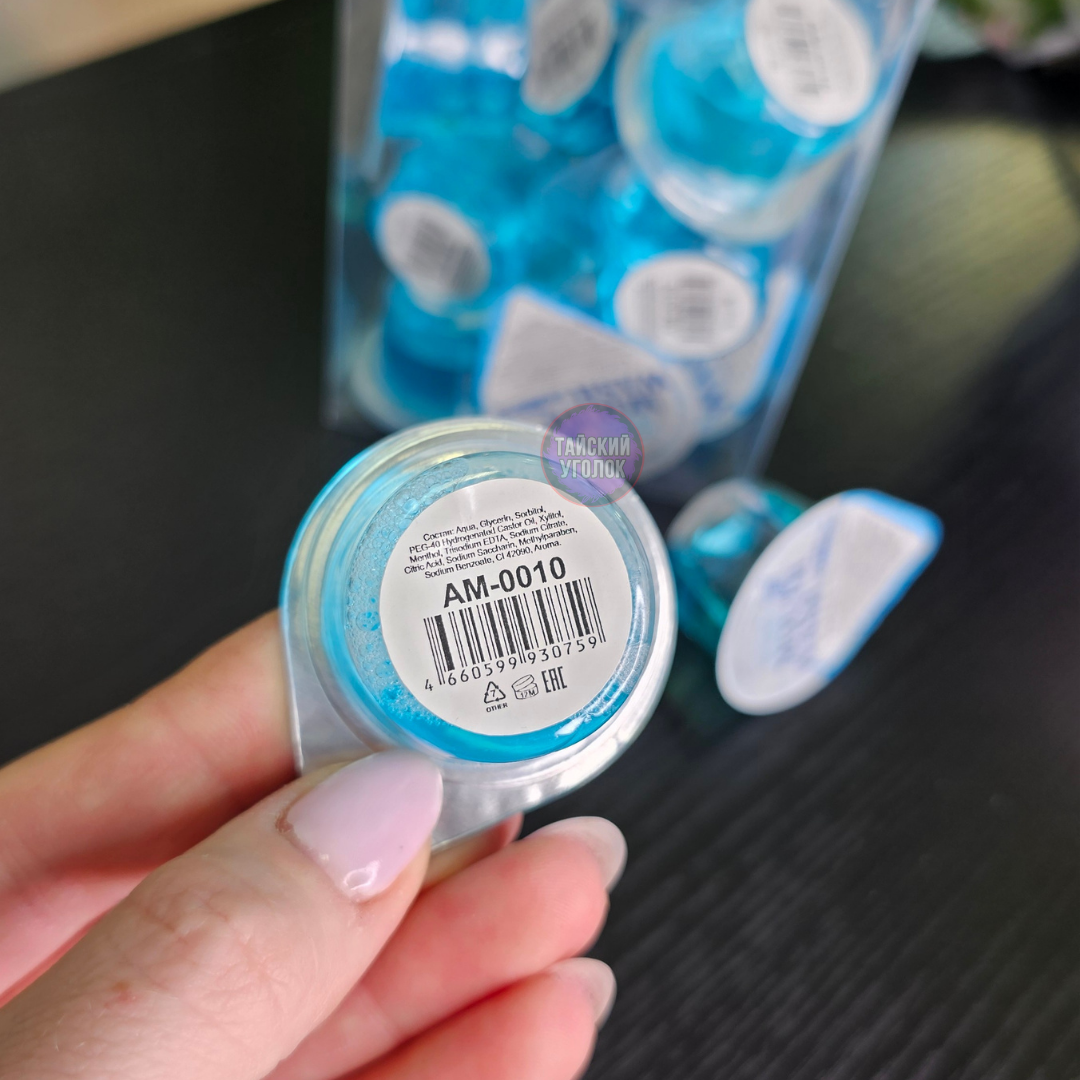 ТАЙСКИЙ
УГОЛОК
Состав: Aqua, Glycerin, Sorbitol,
PEG-40 Hydrogenated Castor Oil, Xylitol,
Menthol, Trisodium EDTA, Sodium Citrate,
Citric Acid, Sodium Saccharin, Methylparaben,
Sodium Benzoate, CI 42090, Aroma.
AM-0010
4 660599 930759
7 12M EAC
OTHER